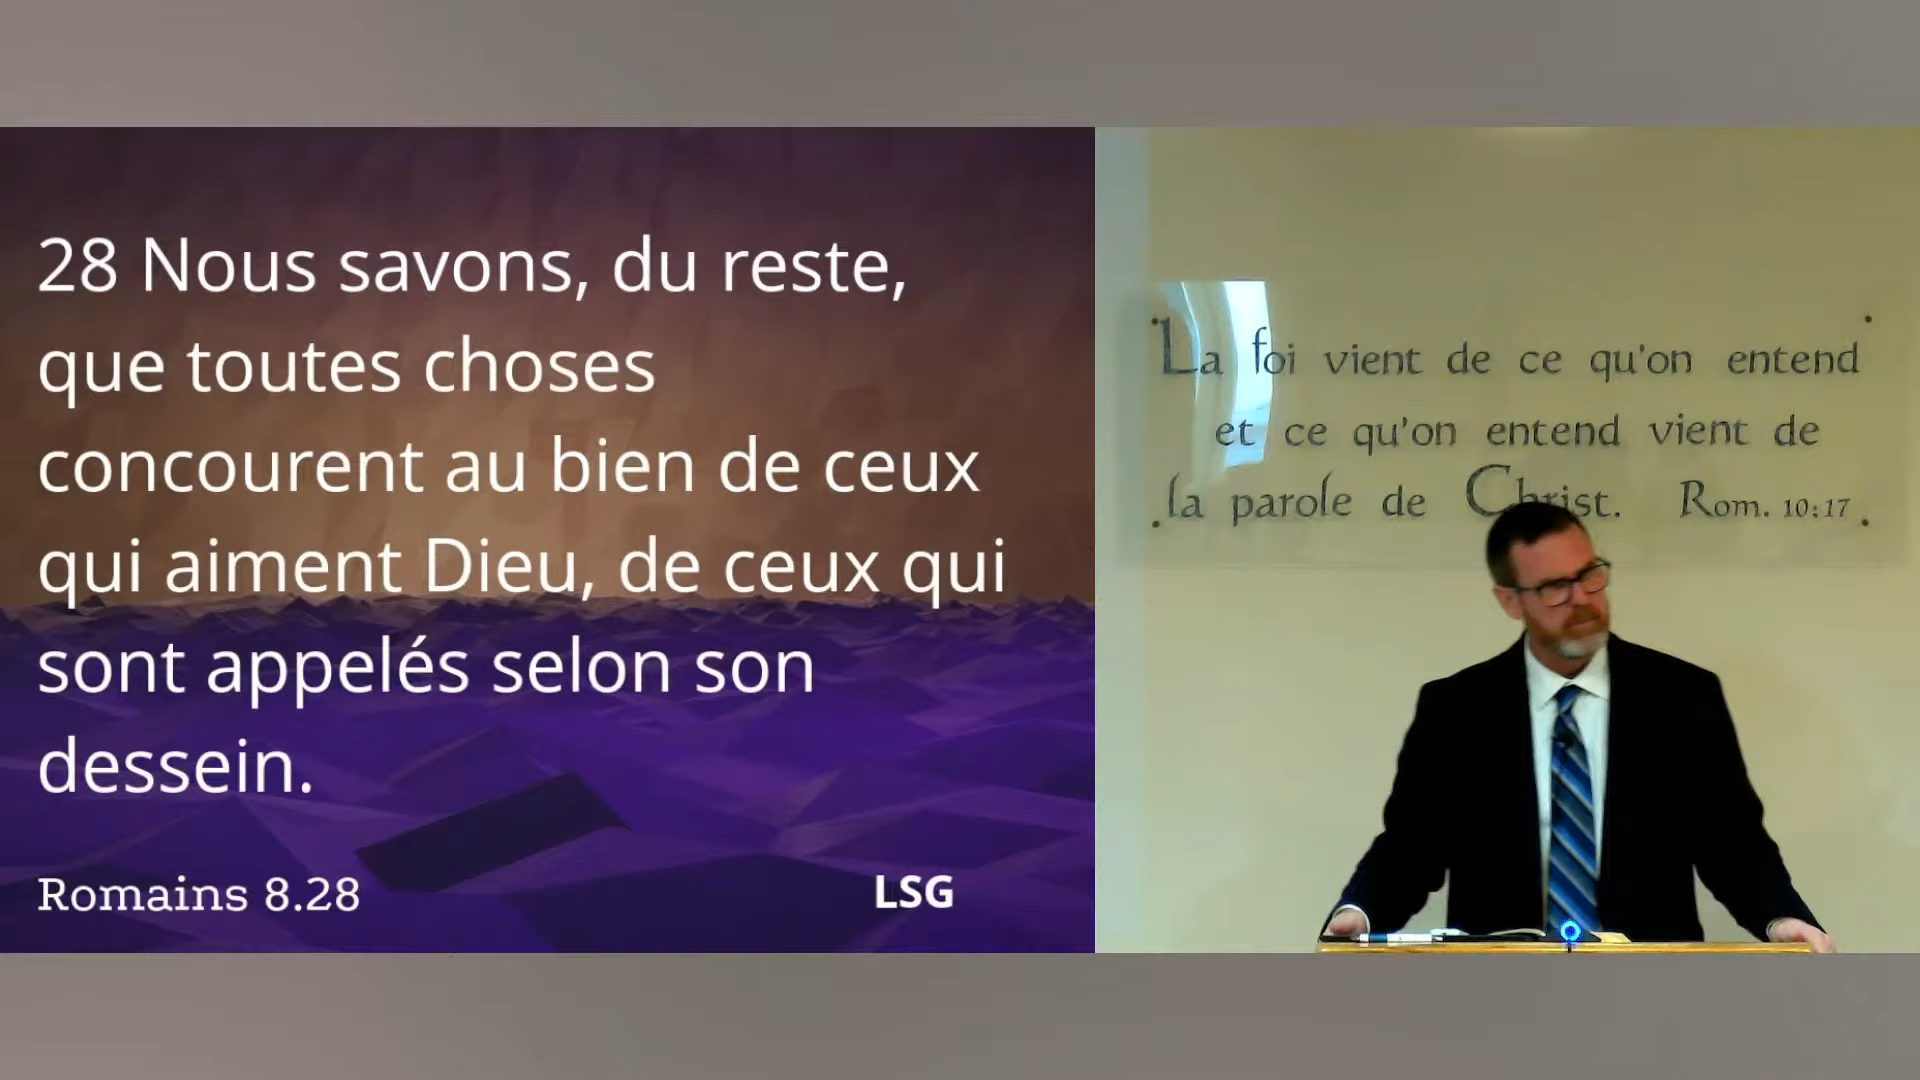 28 Nous savons, du reste,
que toutes choses
concourent au bien de ceux
qui aiment Dieu, de ceux qui
sont appelés selon son
dessein.
Romains 8.28
LSG
La foi vient de ce qu'on entend
et ce qu'on entend vient de
la parole de Christ. Rom. 10:17